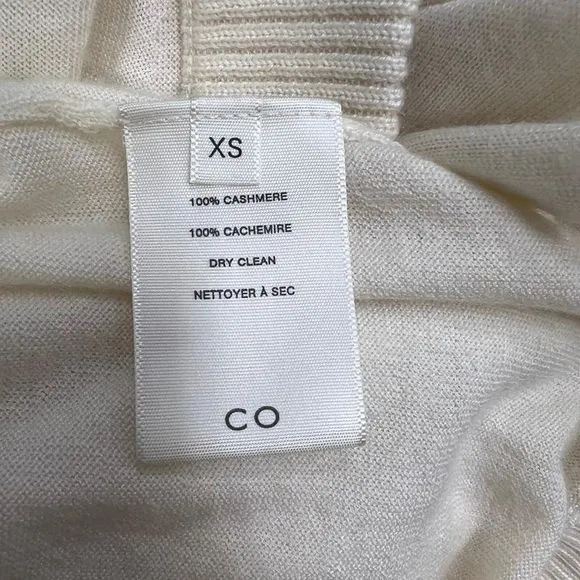 XS
100% CASHMERE
100% CACHEMIRE
DRY CLEAN
NETTOYER À SEC
CO